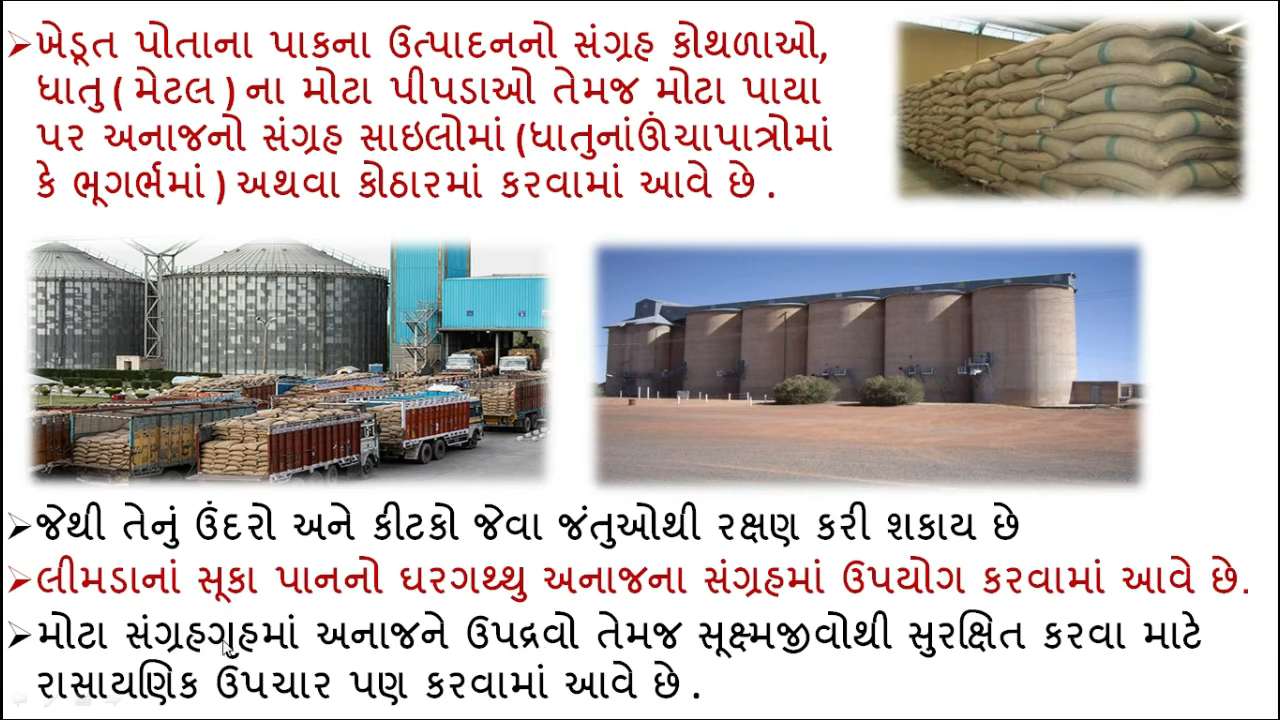 ➢ખેડૂત પોતાના પાકના ઉત્પાદનનો સંગ્રહ કોથળાઓ,
ધાતુ ( મેટલ ) ના મોટા પીપડાઓ તેમજ મોટા પાયા
પર અનાજનો સંગ્રહ સાઇલોમાં (ધાતુનાંઊંચાપાત્રોમાં
કે ભૂગર્ભમાં ) અથવા કોઠારમાં કરવામાં આવે છે .
➢જેથી તેનું ઉંદરો અને કીટકો જેવા જંતુઓથી રક્ષણ કરી શકાય છે
➢લીમડાનાં સૂકા પાનનો ઘરગથ્થુ અનાજના સંગ્રહમાં ઉપયોગ કરવામાં આવે છે.
➢મોટા સંગ્રહગૃહમાં અનાજને ઉપદ્રવો તેમજ સૂક્ષ્મજીવોથી સુરક્ષિત કરવા માટે
રાસાયણિક ઉપચાર પણ કરવામાં આવે છે .